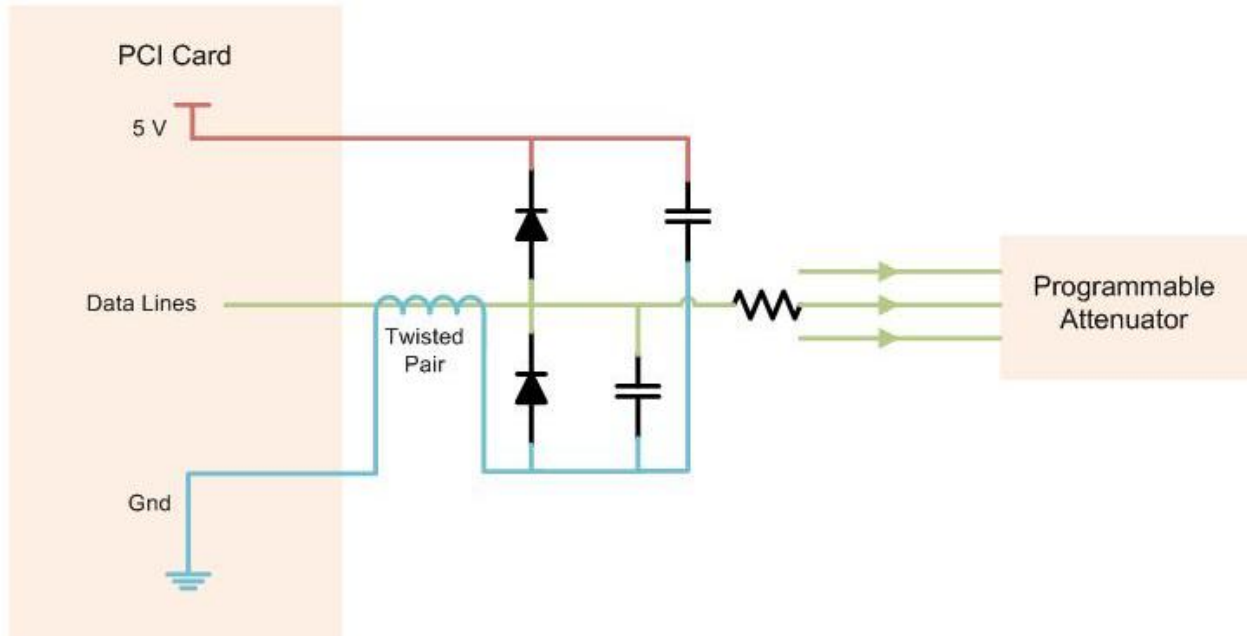 PCI Card
5 V
Data Lines
Twisted
Pair
Gnd
Programmable
Attenuator